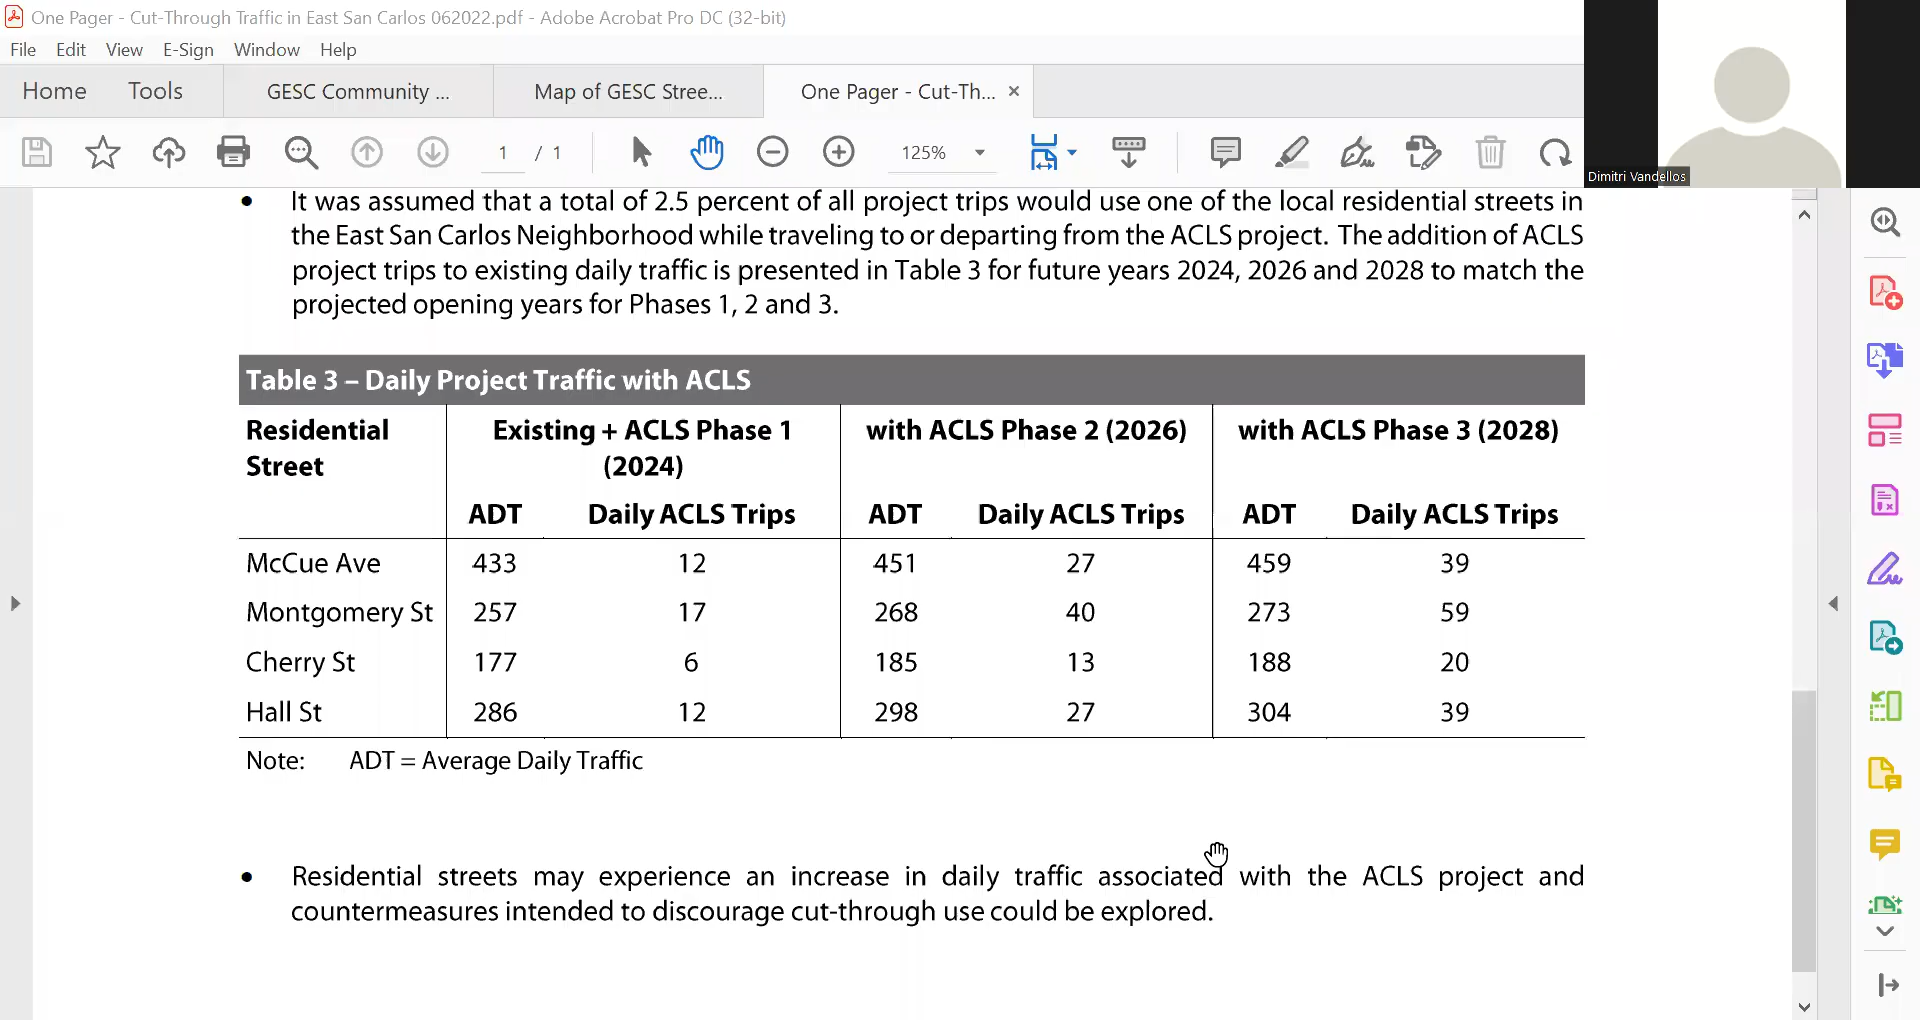 One Pager - Cut-Through Traffic in East San Carlos 062022.pdf - Adobe Acrobat Pro DC (32-bit)
File Edit View E-Sign Window Help
Home Tools GESC Community ... Map of GESC Stree... One Pager - Cut-Th... ×
1 / 1 125%
Dimitri Vandellos
• It was assumed that a total of 2.5 percent of all project trips would use one of the local residential streets in
the East San Carlos Neighborhood while traveling to or departing from the ACLS project. The addition of ACLS
project trips to existing daily traffic is presented in Table 3 for future years 2024, 2026 and 2028 to match the
projected opening years for Phases 1, 2 and 3.
Table 3 – Daily Project Traffic with ACLS
Residential Existing + ACLS Phase 1 with ACLS Phase 2 (2026) with ACLS Phase 3 (2028)
Street (2024)
ADT Daily ACLS Trips ADT Daily ACLS Trips ADT Daily ACLS Trips
McCue Ave 433 12 451 27 459 39
Montgomery St 257 17 268 40 273 59
Cherry St 177 6 185 13 188 20
Hall St 286 12 298 27 304 39
Note: ADT = Average Daily Traffic
• Residential streets may experience an increase in daily traffic associated with the ACLS project and
countermeasures intended to discourage cut-through use could be explored.